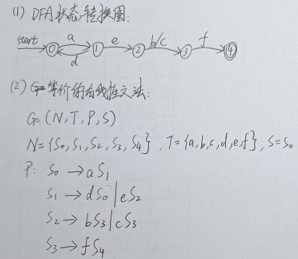 (1) DFA状态转换图:
start 0 a d 1 e 2 b/c 3 f 4
(2) G=等价的右线性文法:
G=(N,T,P,S)
N={S₀,S₁,S₂,S₃,S₄}, T={a,b,c,d,e,f}, S=S₀
P: S₀→aS₁
S₁→dS₀|eS₂
S₂→bS₃|cS₃
S₃→fS₄